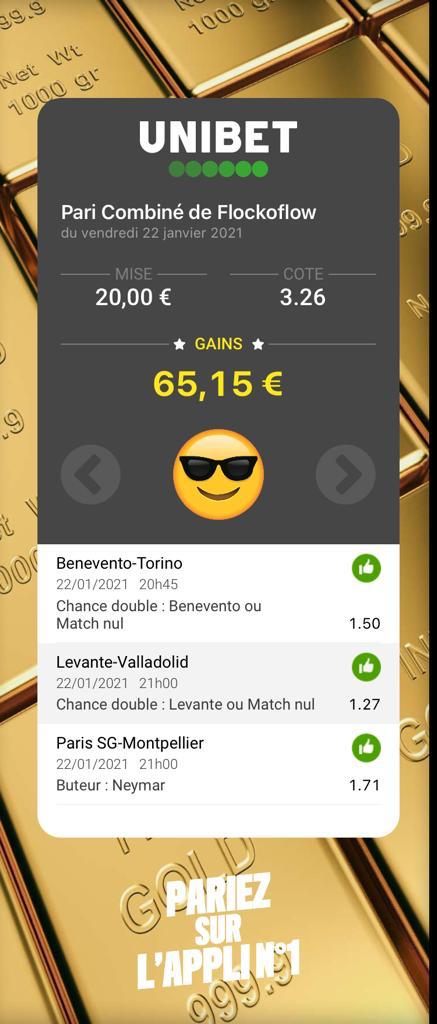 99.9
Net Wt
1000 gr
UNIBET
Pari Combiné de Flockoflow
du vendredi 22 janvier 2021
MISE
COTE
20,00 €
3.26
GAINS
65,15 €
Benevento-Torino
22/01/2021 20h45
Chance double : Benevento ou
Match nul
1.50
Levante-Valladolid
22/01/2021 21h00
Chance double : Levante ou Match nul
1.27
Paris SG-Montpellier
22/01/2021 21h00
Buteur : Neymar
1.71
GOLD
PARIEZ
SUR
L'APPLI N°1
999.9